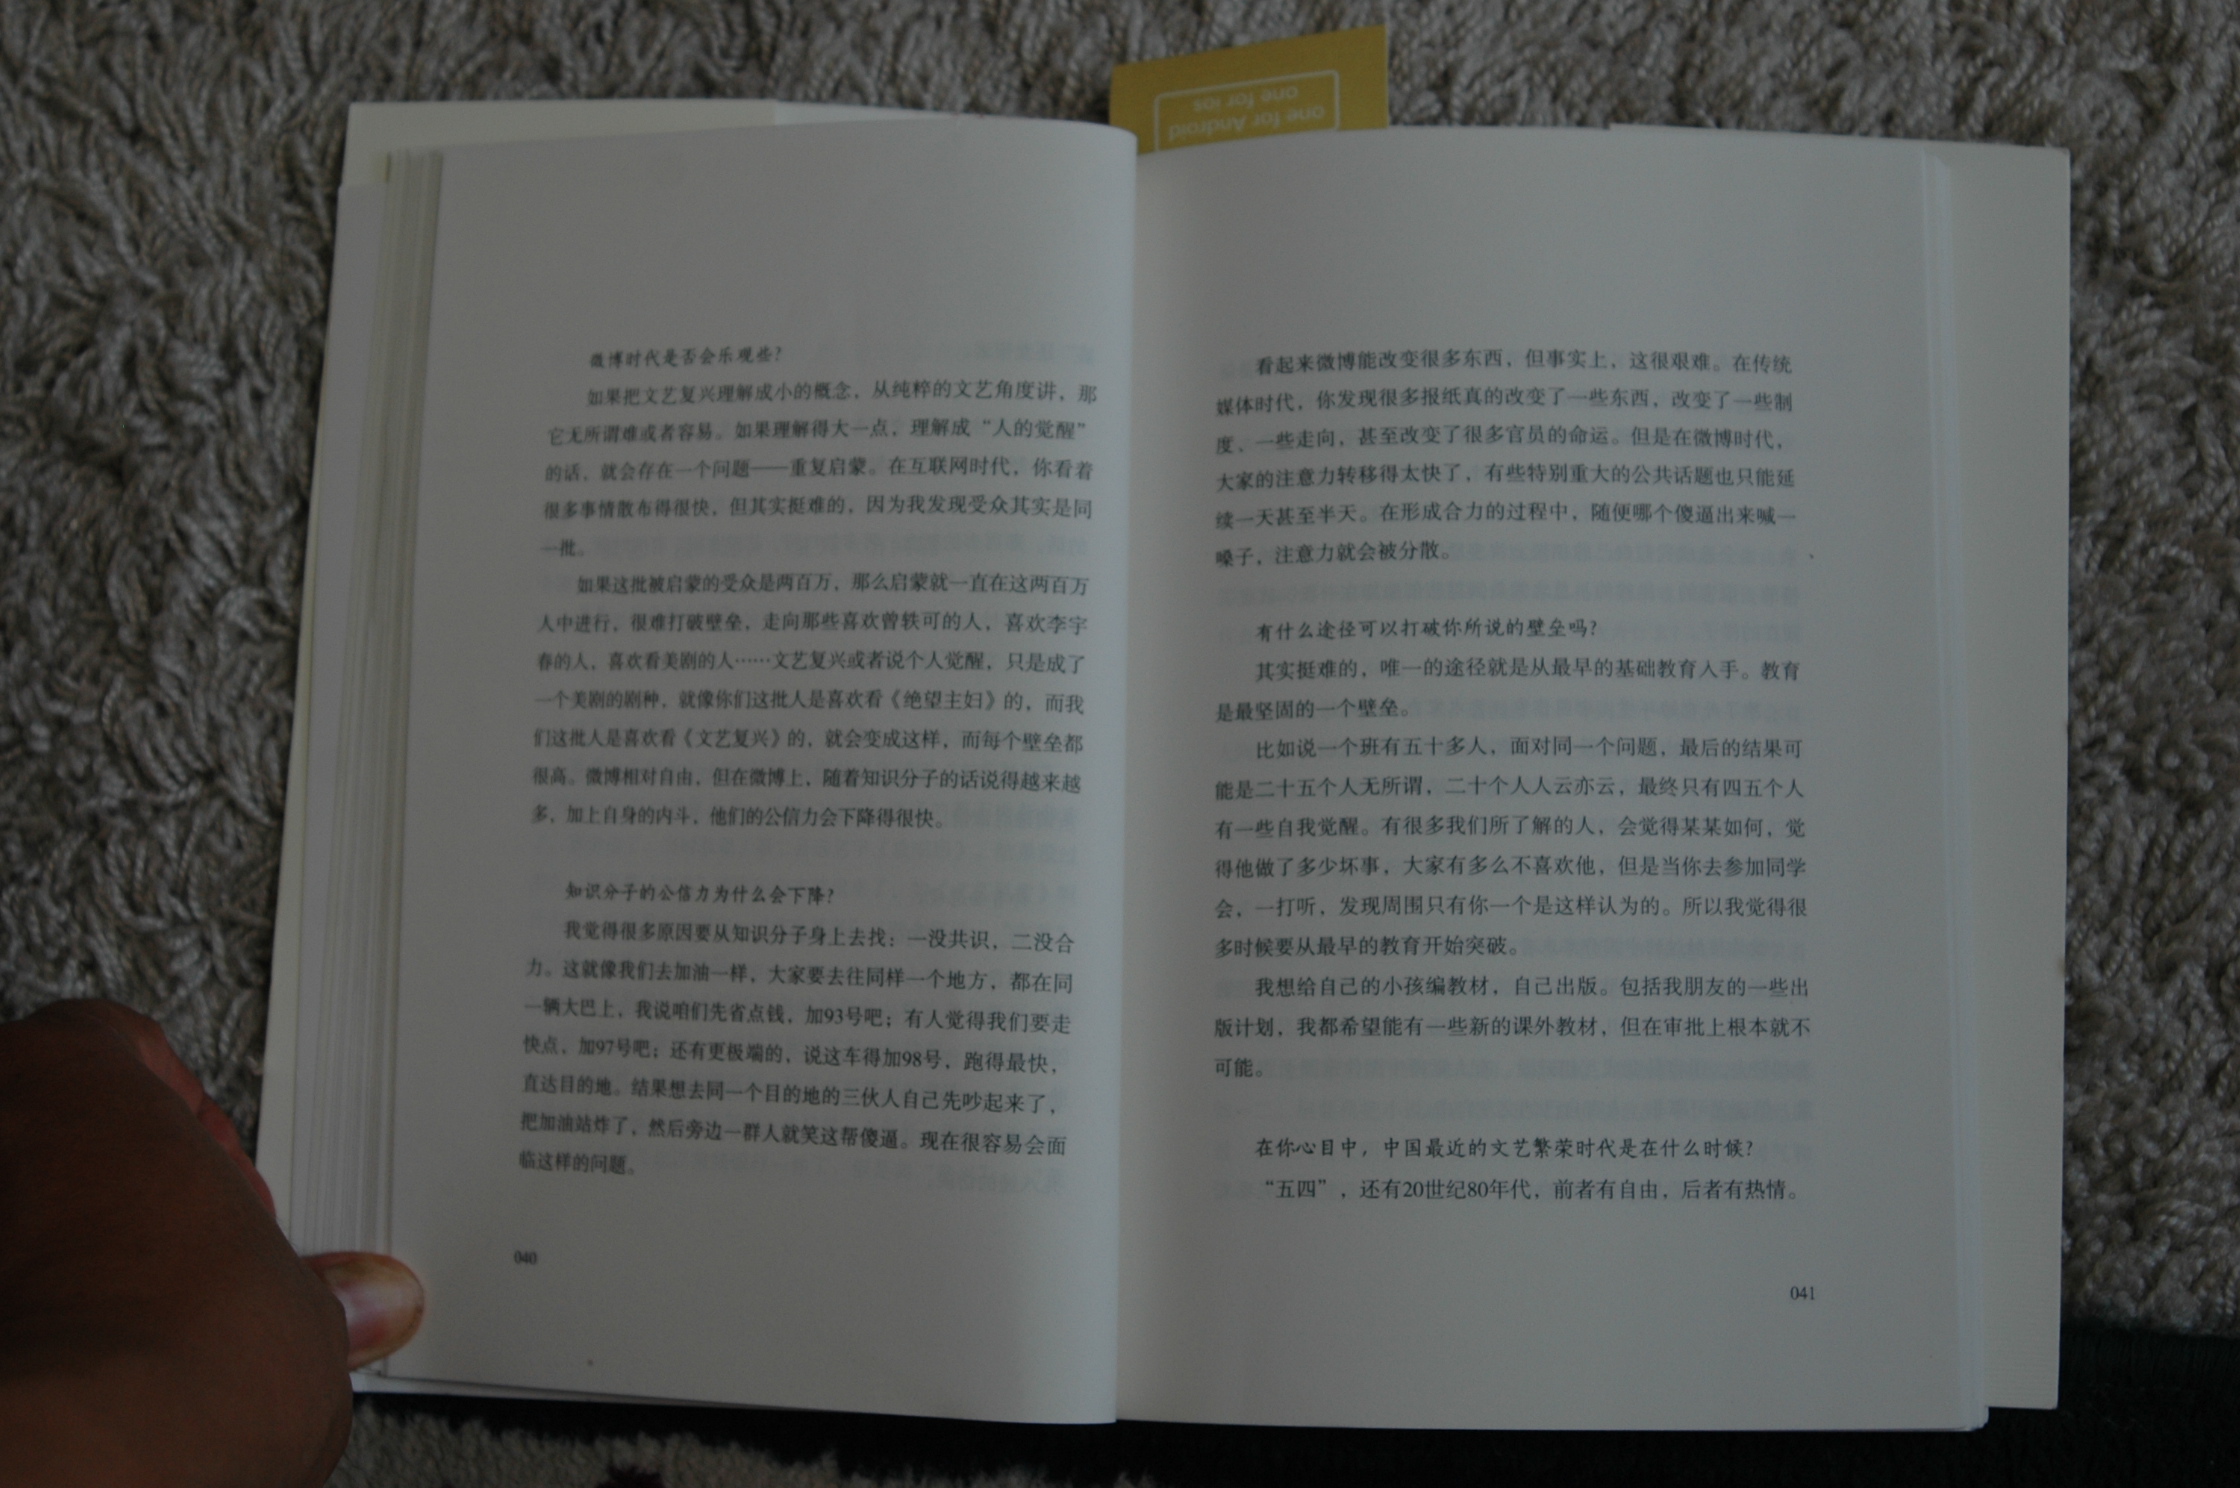 one for Android
one for ios
微博时代是否会乐观些？
如果把文艺复兴理解成小的概念，从纯粹的文艺角度讲，那
它无所谓难或者容易。如果理解得大一点，理解成“人的觉醒”
的话，就会存在一个问题——重复启蒙。在互联网时代，你看着
很多事情散布得很快，但其实挺难的，因为我发现受众其实是同
一批。
如果这批被启蒙的受众是两百万，那么启蒙就一直在这两百万
人中进行，很难打破壁垒，走向那些喜欢曾轶可的人，喜欢李宇
春的人，喜欢看美剧的人……文艺复兴或者说个人觉醒，只是成了
一个美剧的剧种，就像你们这批人是喜欢看《绝望主妇》的，而我
们这批人是喜欢看《文艺复兴》的，就会变成这样，而每个壁垒都
很高。微博相对自由，但在微博上，随着知识分子的话说得越来越
多，加上自身的内斗，他们的公信力会下降得很快。
知识分子的公信力为什么会下降？
我觉得很多原因要从知识分子身上去找：一没共识，二没合
力。这就像我们去加油一样，大家要去往同样一个地方，都在同
一辆大巴上，我说咱们先省点钱，加93号吧；有人觉得我们要走
快点，加97号吧；还有更极端的，说这车得加98号，跑得最快，
直达目的地。结果想去同一个目的地的三伙人自己先吵起来了，
把加油站炸了，然后旁边一群人就笑这帮傻逼。现在很容易会面
临这样的问题。
040
看起来微博能改变很多东西，但事实上，这很艰难。在传统
媒体时代，你发现很多报纸真的改变了一些东西，改变了一些制
度、一些走向，甚至改变了很多官员的命运。但是在微博时代，
大家的注意力转移得太快了，有些特别重大的公共话题也只能延
续一天甚至半天。在形成合力的过程中，随便哪个傻逼出来喊一
嗓子，注意力就会被分散。
有什么途径可以打破你所说的壁垒吗？
其实挺难的，唯一的途径就是从最早的基础教育入手。教育
是最坚固的一个壁垒。
比如说一个班有五十多人，面对同一个问题，最后的结果可
能是二十五个人无所谓，二十个人人云亦云，最终只有四五个人
有一些自我觉醒。有很多我们所了解的人，会觉得某某如何，觉
得他做了多少坏事，大家有多么不喜欢他，但是当你去参加同学
会，一打听，发现周围只有你一个是这样认为的。所以我觉得很
多时候要从最早的教育开始突破。
我想给自己的小孩编教材，自己出版。包括我朋友的一些出
版计划，我都希望能有一些新的课外教材，但在审批上根本就不
可能。
在你心目中，中国最近的文艺繁荣时代是在什么时候？
“五四”，还有20世纪80年代，前者有自由，后者有热情。
041